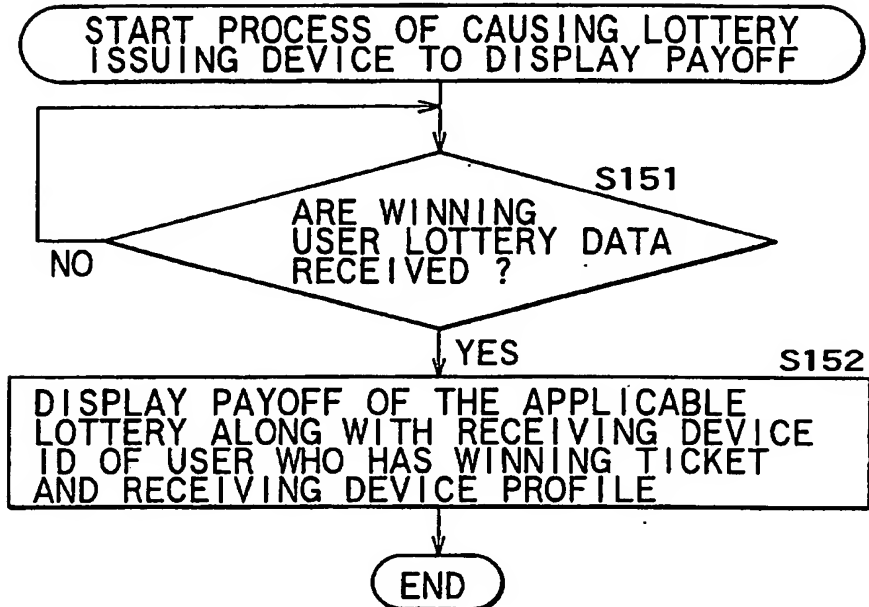 START PROCESS OF CAUSING LOTTERY
ISSUING DEVICE TO DISPLAY PAYOFF
S151
ARE WINNING
USER LOTTERY DATA
RECEIVED ?
NO
YES
S152
DISPLAY PAYOFF OF THE APPLICABLE
LOTTERY ALONG WITH RECEIVING DEVICE
ID OF USER WHO HAS WINNING TICKET
AND RECEIVING DEVICE PROFILE
END